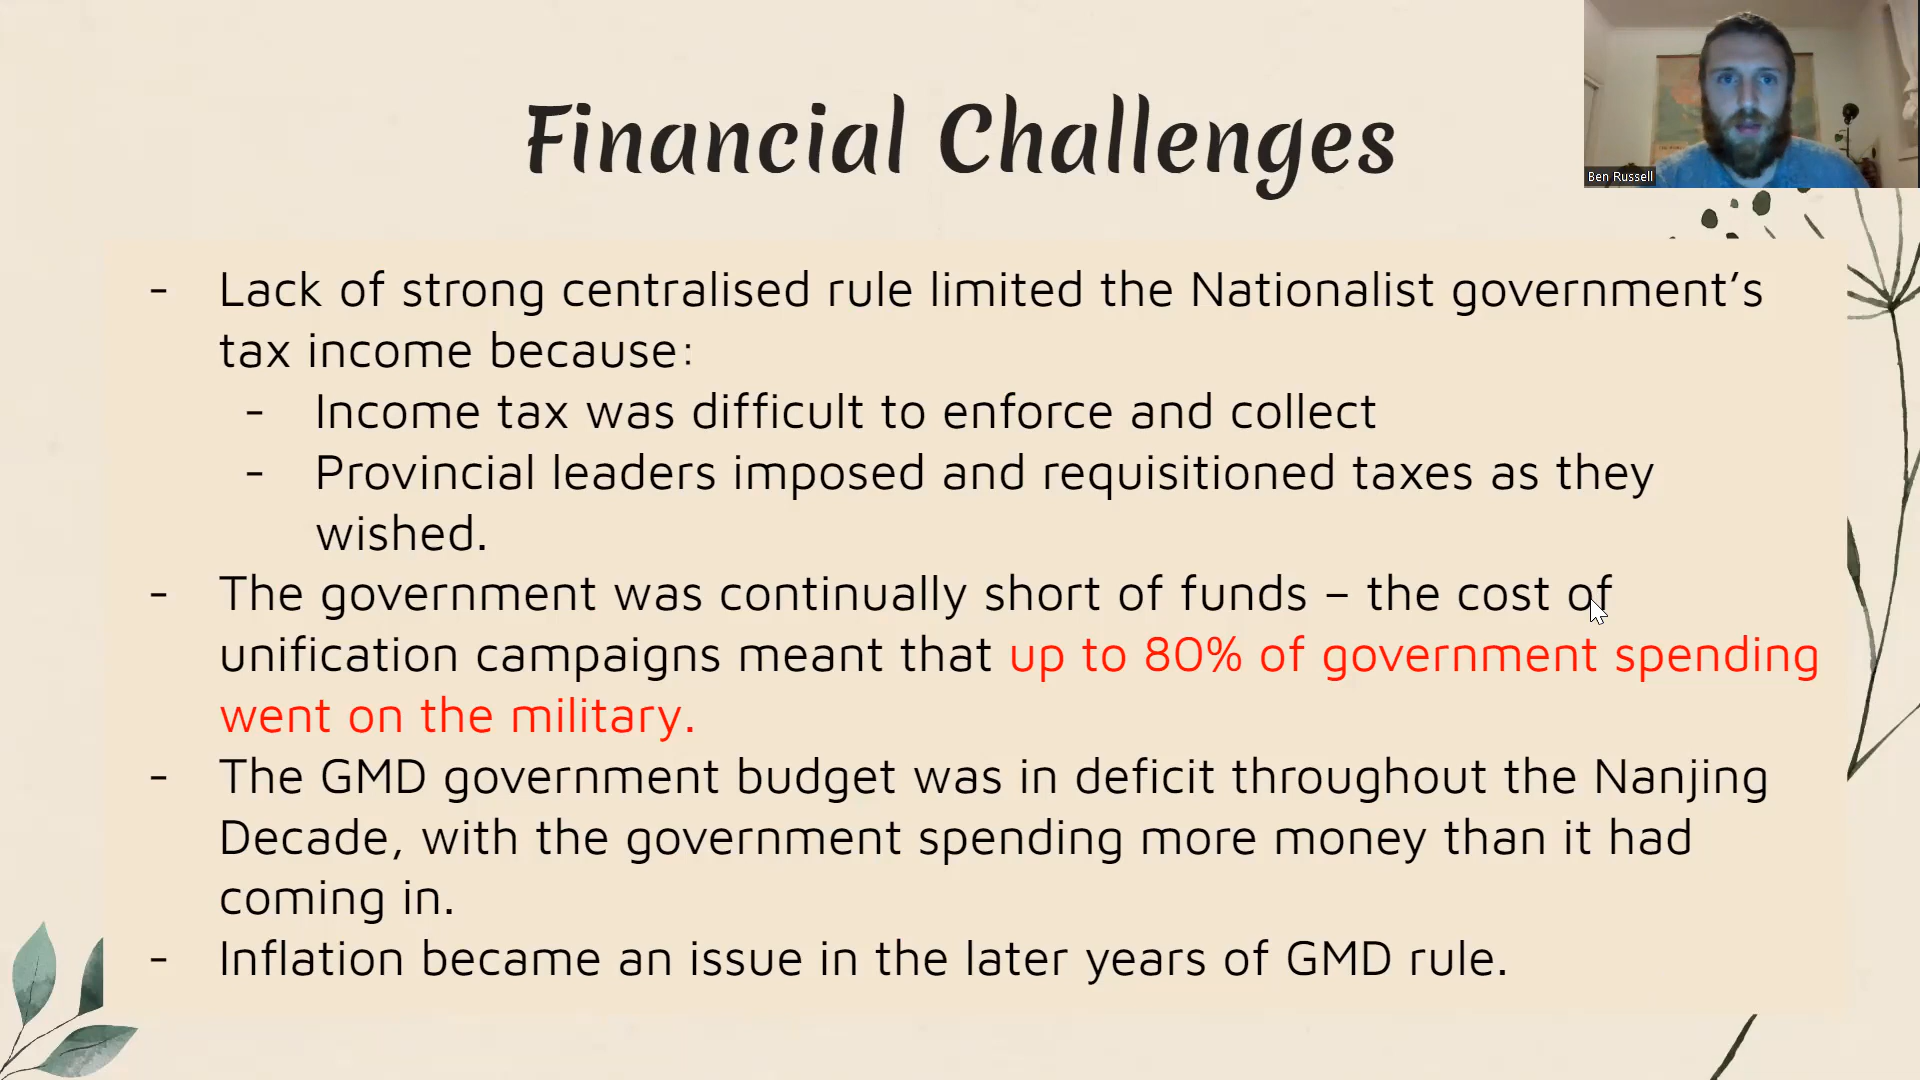 Financial Challenges
Ben Russell
- Lack of strong centralised rule limited the Nationalist government’s
tax income because:
- Income tax was difficult to enforce and collect
- Provincial leaders imposed and requisitioned taxes as they
wished.
- The government was continually short of funds – the cost of
unification campaigns meant that up to 80% of government spending
went on the military.
- The GMD government budget was in deficit throughout the Nanjing
Decade, with the government spending more money than it had
coming in.
- Inflation became an issue in the later years of GMD rule.